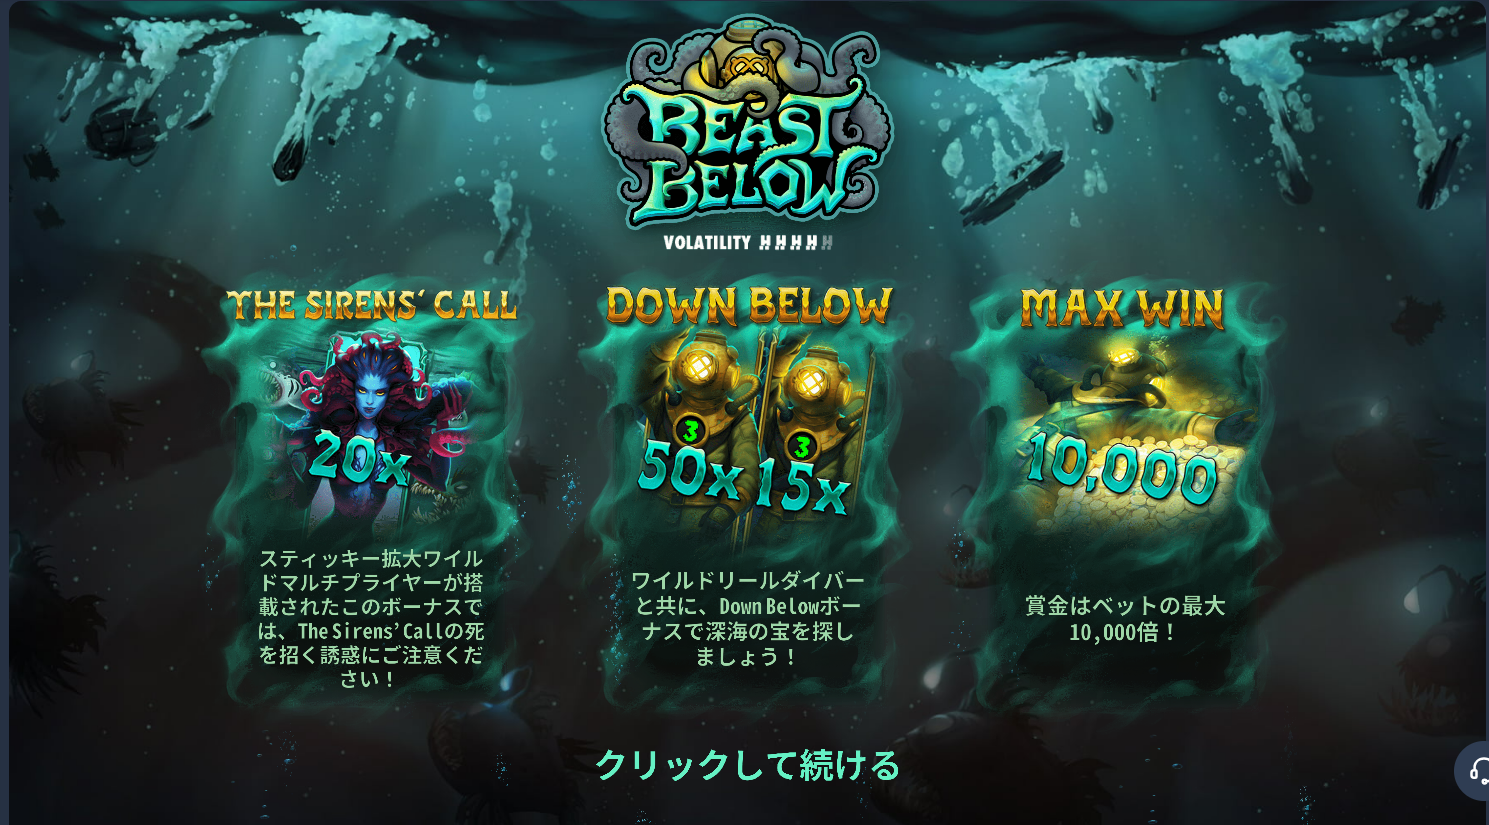 BEAST
BELOW
VOLATILITY
THE SIRENS' CALL
20x
スティッキー拡大ワイル
ドマルチプライヤーが搭
載されたこのボーナスで
は、The Sirens’ Callの死
を招く誘惑にご注意くだ
さい！
DOWN BELOW
3
3
50x 15x
ワイルドリールダイバー
と共に、Down Belowボー
ナスで深海の宝を探し
ましょう！
MAX WIN
10,000
賞金はベットの最大
10,000倍！
クリックして続ける